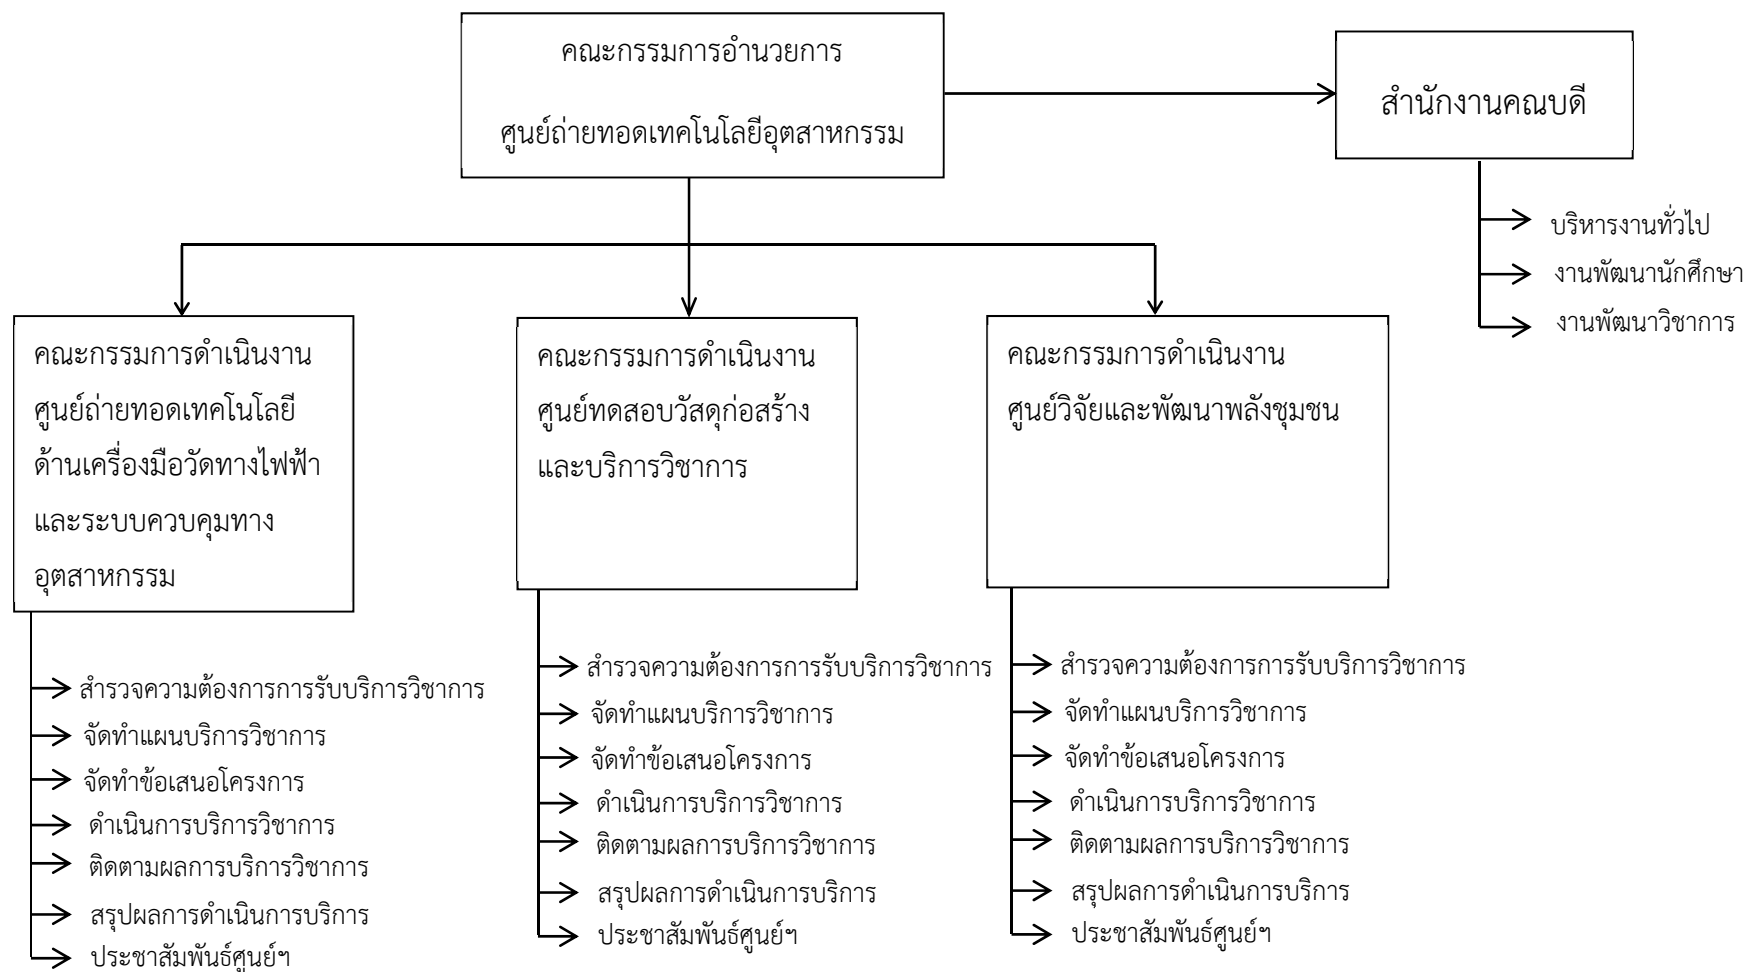 คณะกรรมการอำนวยการ
ศูนย์ถ่ายทอดเทคโนโลยีอุตสาหกรรม
สำนักงานคณบดี
บริหารงานทั่วไป
งานพัฒนานักศึกษา
งานพัฒนาวิชาการ
คณะกรรมการดำเนินงาน
ศูนย์ถ่ายทอดเทคโนโลยี
ด้านเครื่องมือวัดทางไฟฟ้า
และระบบควบคุมทาง
อุตสาหกรรม
สำรวจความต้องการการรับบริการวิชาการ
จัดทำแผนบริการวิชาการ
จัดทำข้อเสนอโครงการ
ดำเนินการบริการวิชาการ
ติดตามผลการบริการวิชาการ
สรุปผลการดำเนินการบริการ
ประชาสัมพันธ์ศูนย์ฯ
คณะกรรมการดำเนินงาน
ศูนย์ทดสอบวัสดุก่อสร้าง
และบริการวิชาการ
สำรวจความต้องการการรับบริการวิชาการ
จัดทำแผนบริการวิชาการ
จัดทำข้อเสนอโครงการ
ดำเนินการบริการวิชาการ
ติดตามผลการบริการวิชาการ
สรุปผลการดำเนินการบริการ
ประชาสัมพันธ์ศูนย์ฯ
คณะกรรมการดำเนินงาน
ศูนย์วิจัยและพัฒนาพลังชุมชน
สำรวจความต้องการการรับบริการวิชาการ
จัดทำแผนบริการวิชาการ
จัดทำข้อเสนอโครงการ
ดำเนินการบริการวิชาการ
ติดตามผลการบริการวิชาการ
สรุปผลการดำเนินการบริการ
ประชาสัมพันธ์ศูนย์ฯ